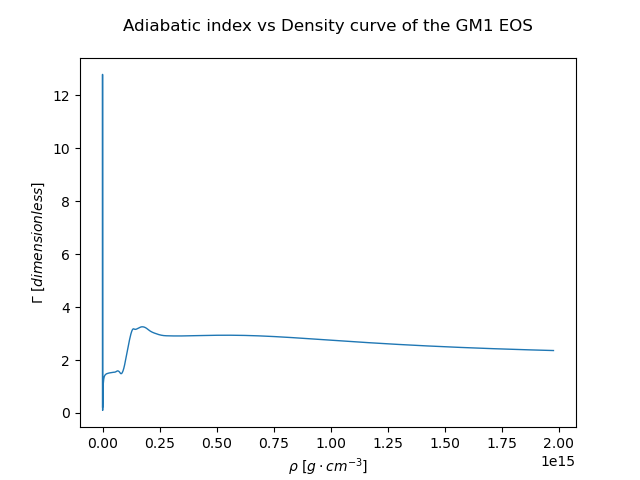 Adiabatic index vs Density curve of the GM1 EOS
Γ [dimensionless]
12
10
8
6
4
2
0
0.00 0.25 0.50 0.75 1.00 1.25 1.50 1.75 2.00
1e15
ρ [g · cm⁻³]